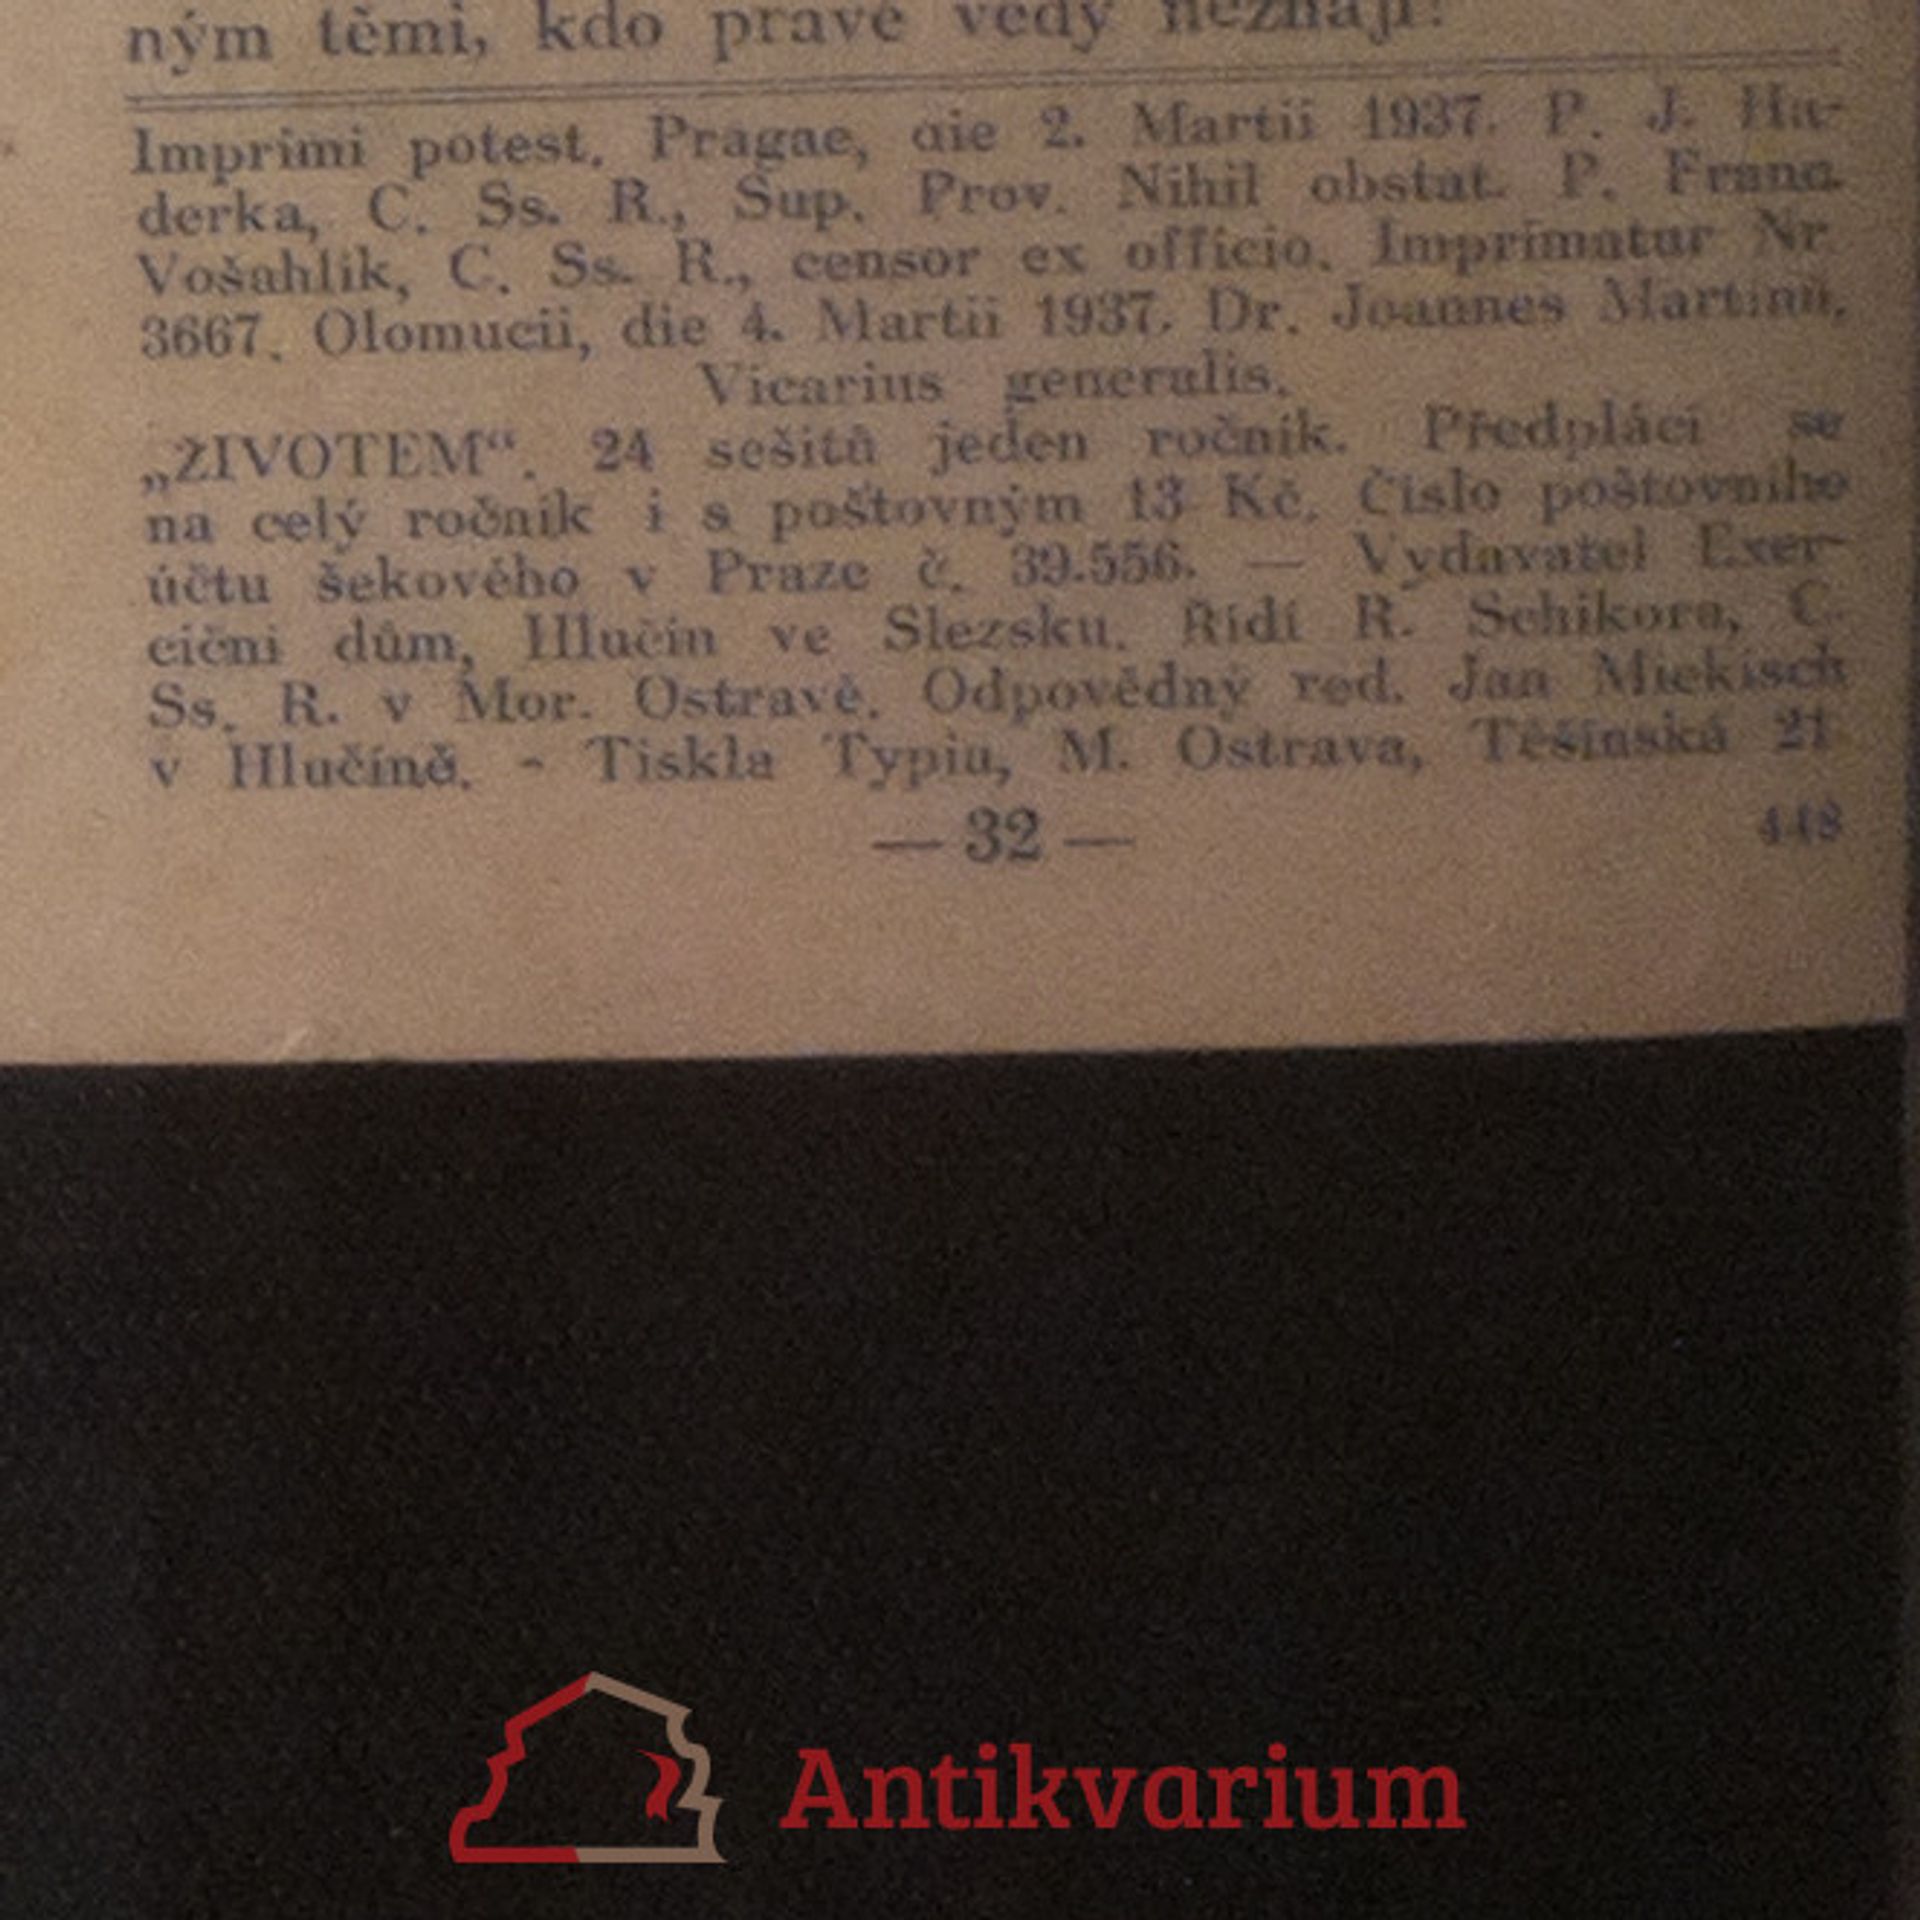 ným těmi, kdo pravé vědy neznají!
Imprimi potest. Pragae, die 2. Martii 1937. P. J. Ha-
derka, C. Ss. R., Sup. Prov. Nihil obstat. P. Franc.
Vošahlík, C. Ss. R., censor ex officio. Imprimatur Nr
3667. Olomucii, die 4. Martii 1937. Dr. Joannes Martinů,
Vicarius generalis.
„ŽIVOTEM“. 24 sešitů jeden ročník. Předplácí se
na celý ročník i s poštovným 13 Kč. Číslo poštovního
účtu šekového v Praze č. 39.556. — Vydavatel Exer-
ciční dům, Hlučín ve Slezsku. Řídí R. Schikora, C.
Ss. R. v Mor. Ostravě. Odpovědný red. Jan Mickisch
v Hlučíně. - Tiskla Typia, M. Ostrava, Těšínská 21
— 32 — 448
Antikvarium